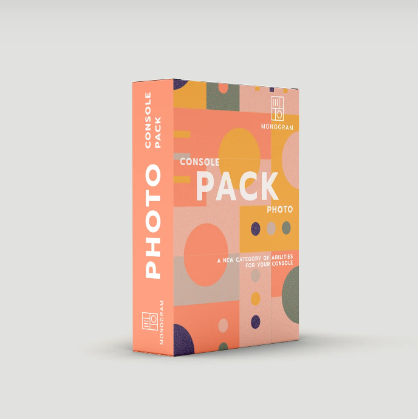 CONSOLE
PACK
PHOTO
MONOGRAM
MONOGRAM
CONSOLE
PACK
PHOTO
A NEW CATEGORY OF ABILITIES
FOR YOUR CONSOLE